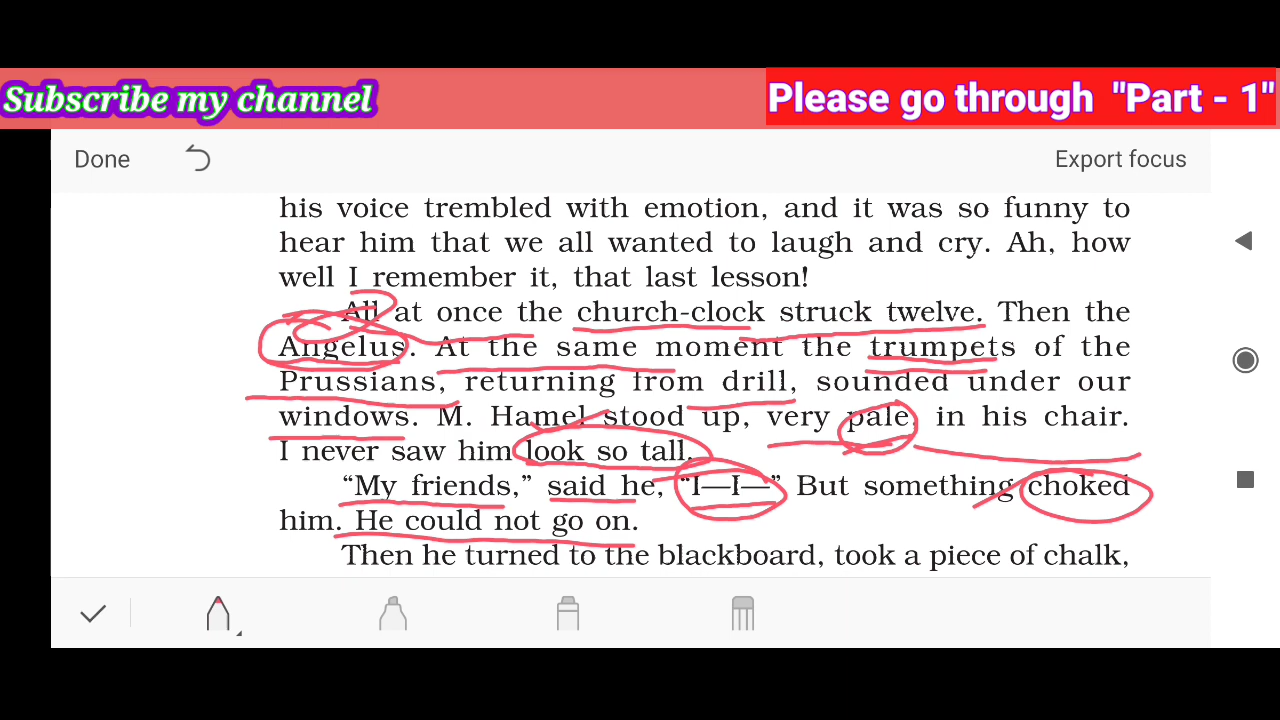 Subscribe my channel
Please go through "Part - 1"
Done
Export focus
his voice trembled with emotion, and it was so funny to
hear him that we all wanted to laugh and cry. Ah, how
well I remember it, that last lesson!
All at once the church-clock struck twelve. Then the
Angelus. At the same moment the trumpets of the
Prussians, returning from drill, sounded under our
windows. M. Hamel stood up, very pale, in his chair.
I never saw him look so tall.
“My friends,” said he, “I—I—” But something choked
him. He could not go on.
Then he turned to the blackboard, took a piece of chalk,